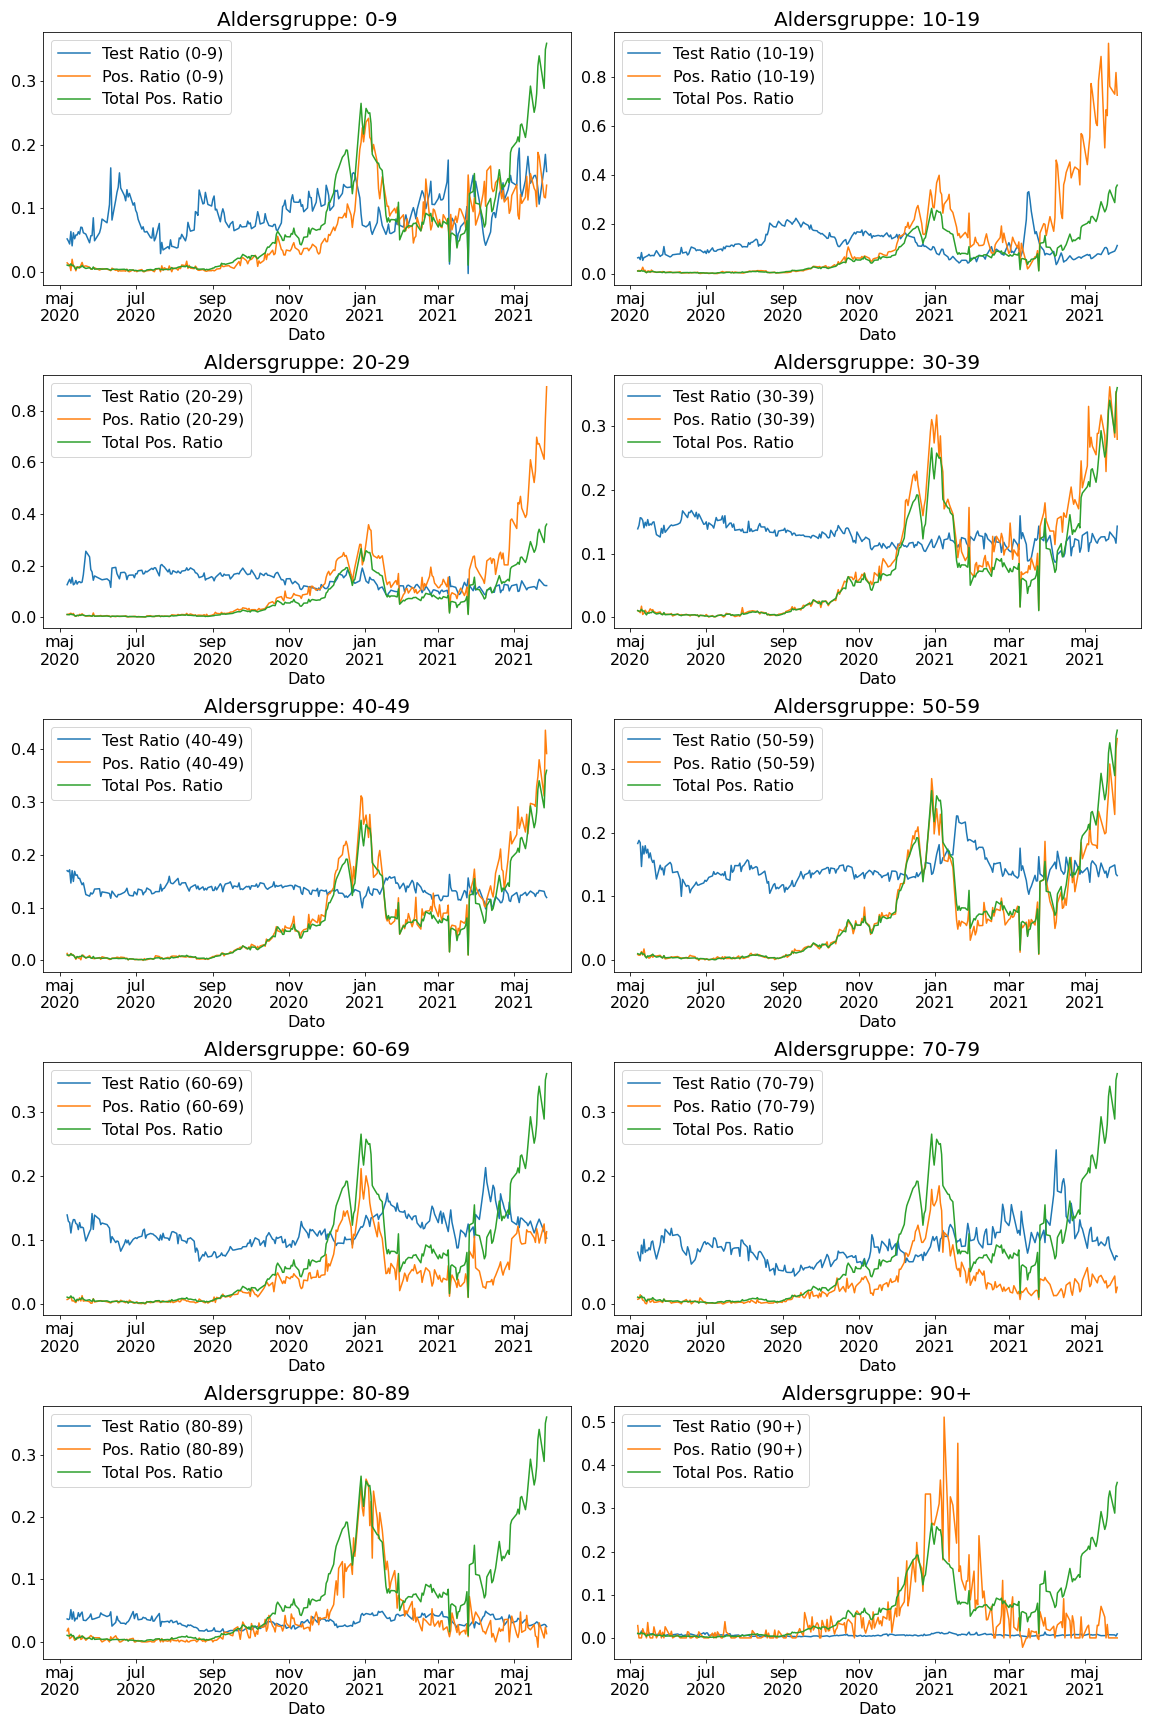 Aldersgruppe: 0-9
Test Ratio (0-9)
Pos. Ratio (0-9)
Total Pos. Ratio
0.3
0.2
0.1
0.0
maj jul sep nov jan mar maj
2020 2020 2020 2020 2021 2021 2021
Dato
Aldersgruppe: 10-19
Test Ratio (10-19)
Pos. Ratio (10-19)
Total Pos. Ratio
0.8
0.6
0.4
0.2
0.0
maj jul sep nov jan mar maj
2020 2020 2020 2020 2021 2021 2021
Dato
Aldersgruppe: 20-29
Test Ratio (20-29)
Pos. Ratio (20-29)
Total Pos. Ratio
0.8
0.6
0.4
0.2
0.0
maj jul sep nov jan mar maj
2020 2020 2020 2020 2021 2021 2021
Dato
Aldersgruppe: 30-39
Test Ratio (30-39)
Pos. Ratio (30-39)
Total Pos. Ratio
0.3
0.2
0.1
0.0
maj jul sep nov jan mar maj
2020 2020 2020 2020 2021 2021 2021
Dato
Aldersgruppe: 40-49
Test Ratio (40-49)
Pos. Ratio (40-49)
Total Pos. Ratio
0.4
0.3
0.2
0.1
0.0
maj jul sep nov jan mar maj
2020 2020 2020 2020 2021 2021 2021
Dato
Aldersgruppe: 50-59
Test Ratio (50-59)
Pos. Ratio (50-59)
Total Pos. Ratio
0.3
0.2
0.1
0.0
maj jul sep nov jan mar maj
2020 2020 2020 2020 2021 2021 2021
Dato
Aldersgruppe: 60-69
Test Ratio (60-69)
Pos. Ratio (60-69)
Total Pos. Ratio
0.3
0.2
0.1
0.0
maj jul sep nov jan mar maj
2020 2020 2020 2020 2021 2021 2021
Dato
Aldersgruppe: 70-79
Test Ratio (70-79)
Pos. Ratio (70-79)
Total Pos. Ratio
0.3
0.2
0.1
0.0
maj jul sep nov jan mar maj
2020 2020 2020 2020 2021 2021 2021
Dato
Aldersgruppe: 80-89
Test Ratio (80-89)
Pos. Ratio (80-89)
Total Pos. Ratio
0.3
0.2
0.1
0.0
maj jul sep nov jan mar maj
2020 2020 2020 2020 2021 2021 2021
Dato
Aldersgruppe: 90+
Test Ratio (90+)
Pos. Ratio (90+)
Total Pos. Ratio
0.5
0.4
0.3
0.2
0.1
0.0
maj jul sep nov jan mar maj
2020 2020 2020 2020 2021 2021 2021
Dato